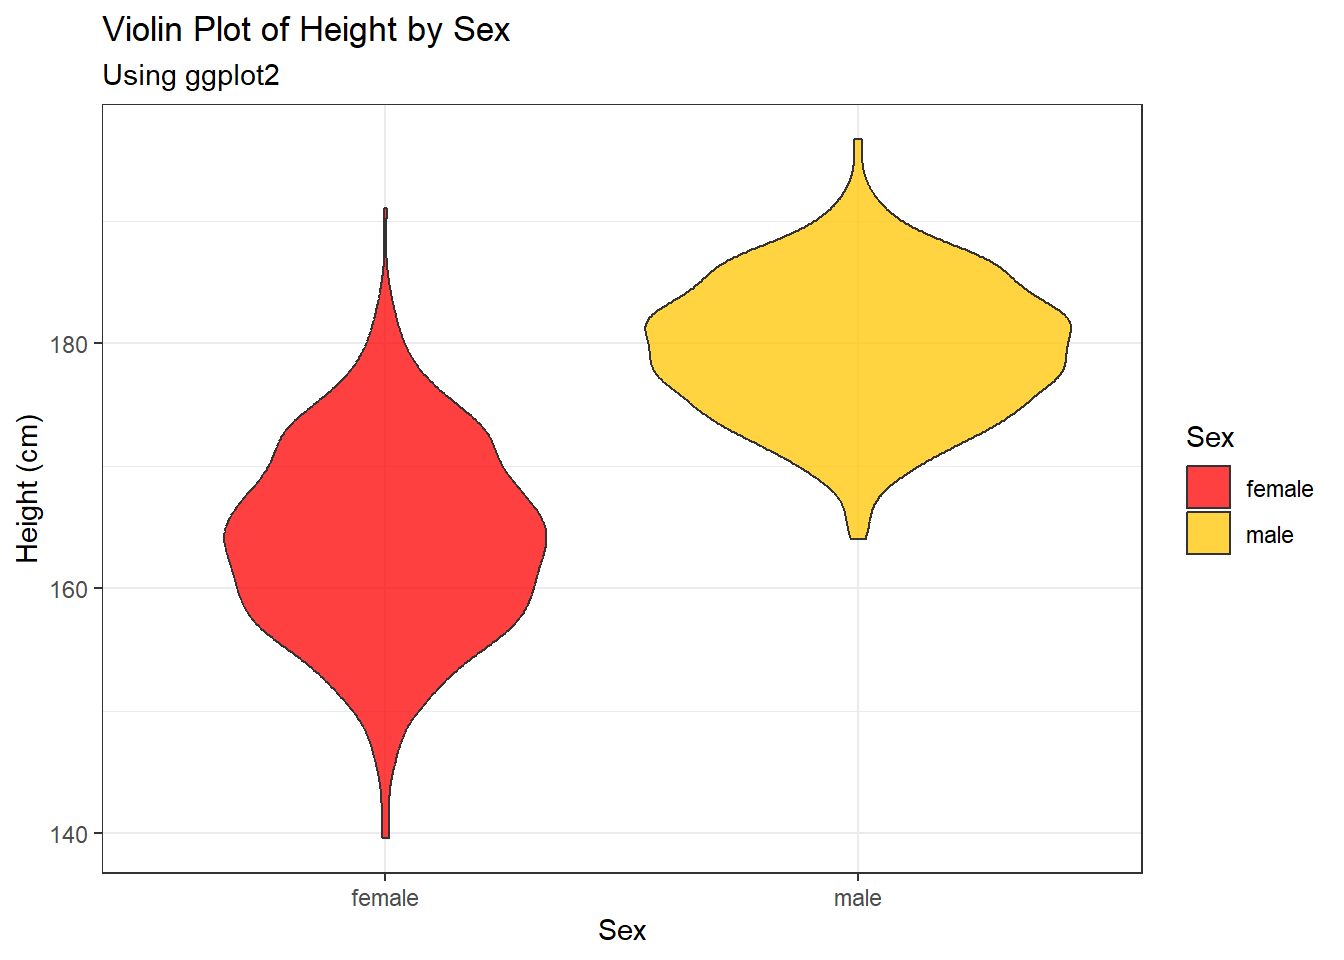 Violin Plot of Height by Sex
Using ggplot2
Height (cm)
180
160
140
female
male
Sex
Sex
female
male